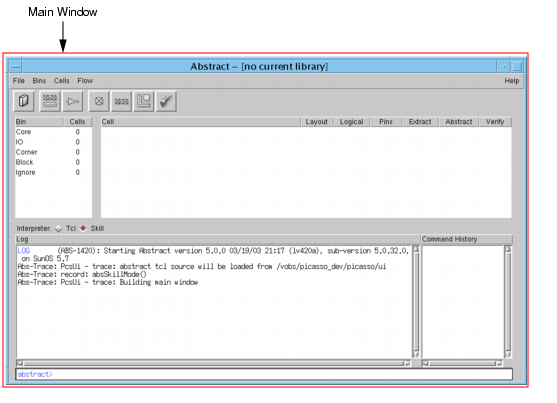 Main Window
Abstract – [no current library]
File Bins Cells Flow Help
Bin Cells Cell Layout Logical Pins Extract Abstract Verify
Core 0
IO 0
Corner 0
Block 0
Ignore 0
Interpreter: Tcl Skill
Log Command History
LOG (ABS-1420): Starting Abstract version 5.0.0 03/19/03 21:17 (lv420a), sub-version 5.0.32.0,
on SunOS 5.7
Abs-Trace: PcsUi - trace: abstract tcl source will be loaded from /vobs/picasso_dev/picasso/ui
Abs-Trace: record: absSkillMode()
Abs-Trace: PcsUi - trace: Building main window
abstract>